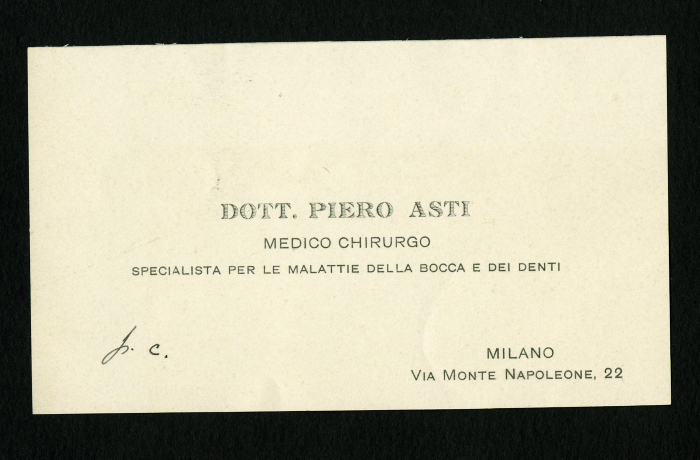 DOTT. PIERO ASTI
MEDICO CHIRURGO
SPECIALISTA PER LE MALATTIE DELLA BOCCA E DEI DENTI
p. c.
MILANO
VIA MONTE NAPOLEONE, 22